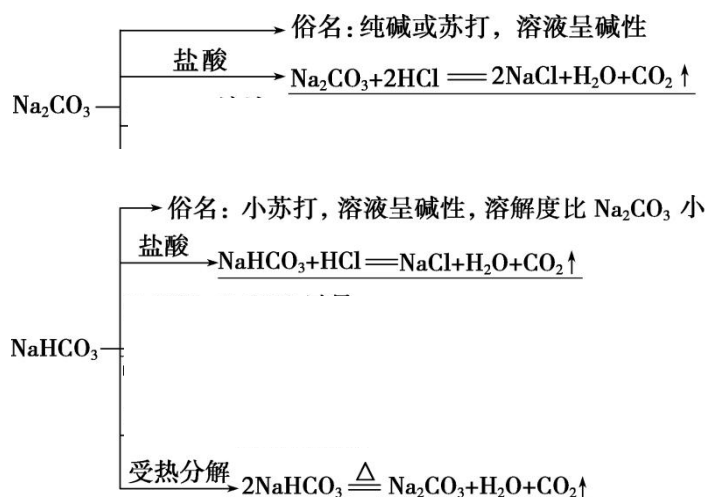 俗名:纯碱或苏打,溶液呈碱性
盐酸
Na₂CO₃+2HCl══2NaCl+H₂O+CO₂↑
Na₂CO₃
俗名:小苏打,溶液呈碱性,溶解度比 Na₂CO₃ 小
盐酸
NaHCO₃+HCl══NaCl+H₂O+CO₂↑
NaHCO₃
受热分解 2NaHCO₃ ≜ Na₂CO₃+H₂O+CO₂↑